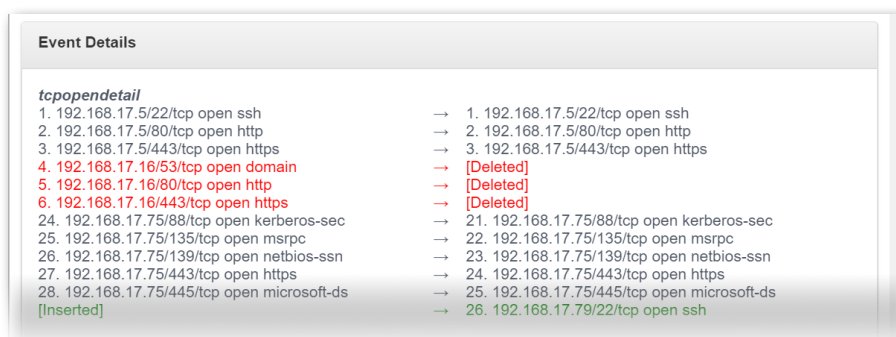 Event Details
tcpopendetail
1. 192.168.17.5/22/tcp open ssh → 1. 192.168.17.5/22/tcp open ssh
2. 192.168.17.5/80/tcp open http → 2. 192.168.17.5/80/tcp open http
3. 192.168.17.5/443/tcp open https → 3. 192.168.17.5/443/tcp open https
4. 192.168.17.16/53/tcp open domain → [Deleted]
5. 192.168.17.16/80/tcp open http → [Deleted]
6. 192.168.17.16/443/tcp open https → [Deleted]
24. 192.168.17.75/88/tcp open kerberos-sec → 21. 192.168.17.75/88/tcp open kerberos-sec
25. 192.168.17.75/135/tcp open msrpc → 22. 192.168.17.75/135/tcp open msrpc
26. 192.168.17.75/139/tcp open netbios-ssn → 23. 192.168.17.75/139/tcp open netbios-ssn
27. 192.168.17.75/443/tcp open https → 24. 192.168.17.75/443/tcp open https
28. 192.168.17.75/445/tcp open microsoft-ds → 25. 192.168.17.75/445/tcp open microsoft-ds
[Inserted] → 26. 192.168.17.79/22/tcp open ssh